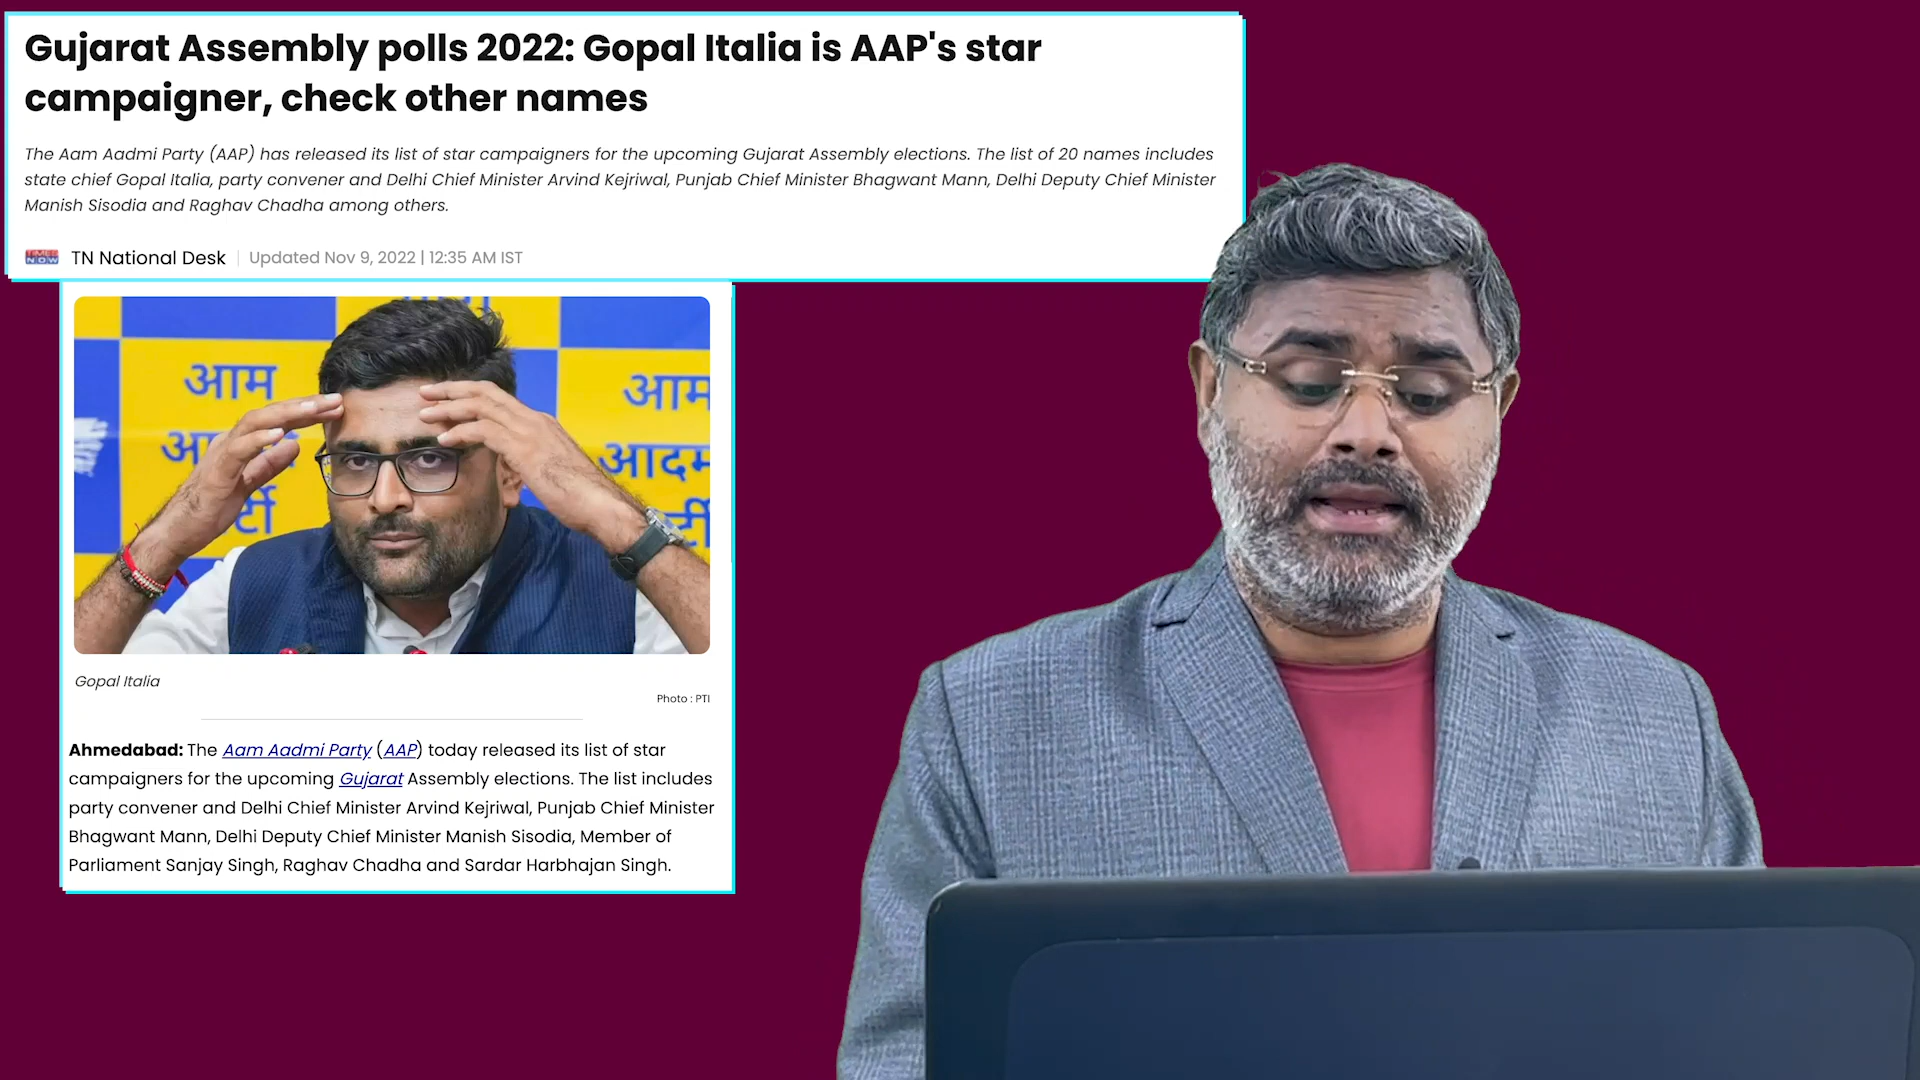 Gujarat Assembly polls 2022: Gopal Italia is AAP's star
campaigner, check other names
The Aam Aadmi Party (AAP) has released its list of star campaigners for the upcoming Gujarat Assembly elections. The list of 20 names includes
state chief Gopal Italia, party convener and Delhi Chief Minister Arvind Kejriwal, Punjab Chief Minister Bhagwant Mann, Delhi Deputy Chief Minister
Manish Sisodia and Raghav Chadha among others.
TIMES
NOW
TN National Desk | Updated Nov 9, 2022 | 12:35 AM IST
आम
आम
आदम
र्टी
र्टी
Gopal Italia
Photo : PTI
Ahmedabad: The Aam Aadmi Party (AAP) today released its list of star
campaigners for the upcoming Gujarat Assembly elections. The list includes
party convener and Delhi Chief Minister Arvind Kejriwal, Punjab Chief Minister
Bhagwant Mann, Delhi Deputy Chief Minister Manish Sisodia, Member of
Parliament Sanjay Singh, Raghav Chadha and Sardar Harbhajan Singh.